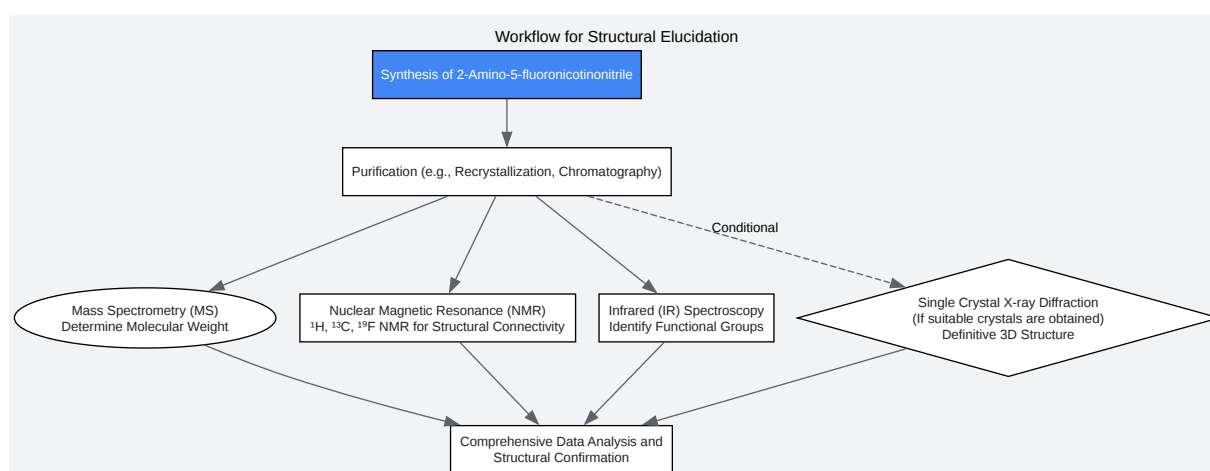 Workflow for Structural Elucidation
Synthesis of 2-Amino-5-fluoronicotinonitrile
Purification (e.g., Recrystallization, Chromatography)
Conditional
Mass Spectrometry (MS)
Determine Molecular Weight
Nuclear Magnetic Resonance (NMR)
¹H, ¹³C, ¹⁹F NMR for Structural Connectivity
Infrared (IR) Spectroscopy
Identify Functional Groups
Single Crystal X-ray Diffraction
(If suitable crystals are obtained)
Definitive 3D Structure
Comprehensive Data Analysis and
Structural Confirmation